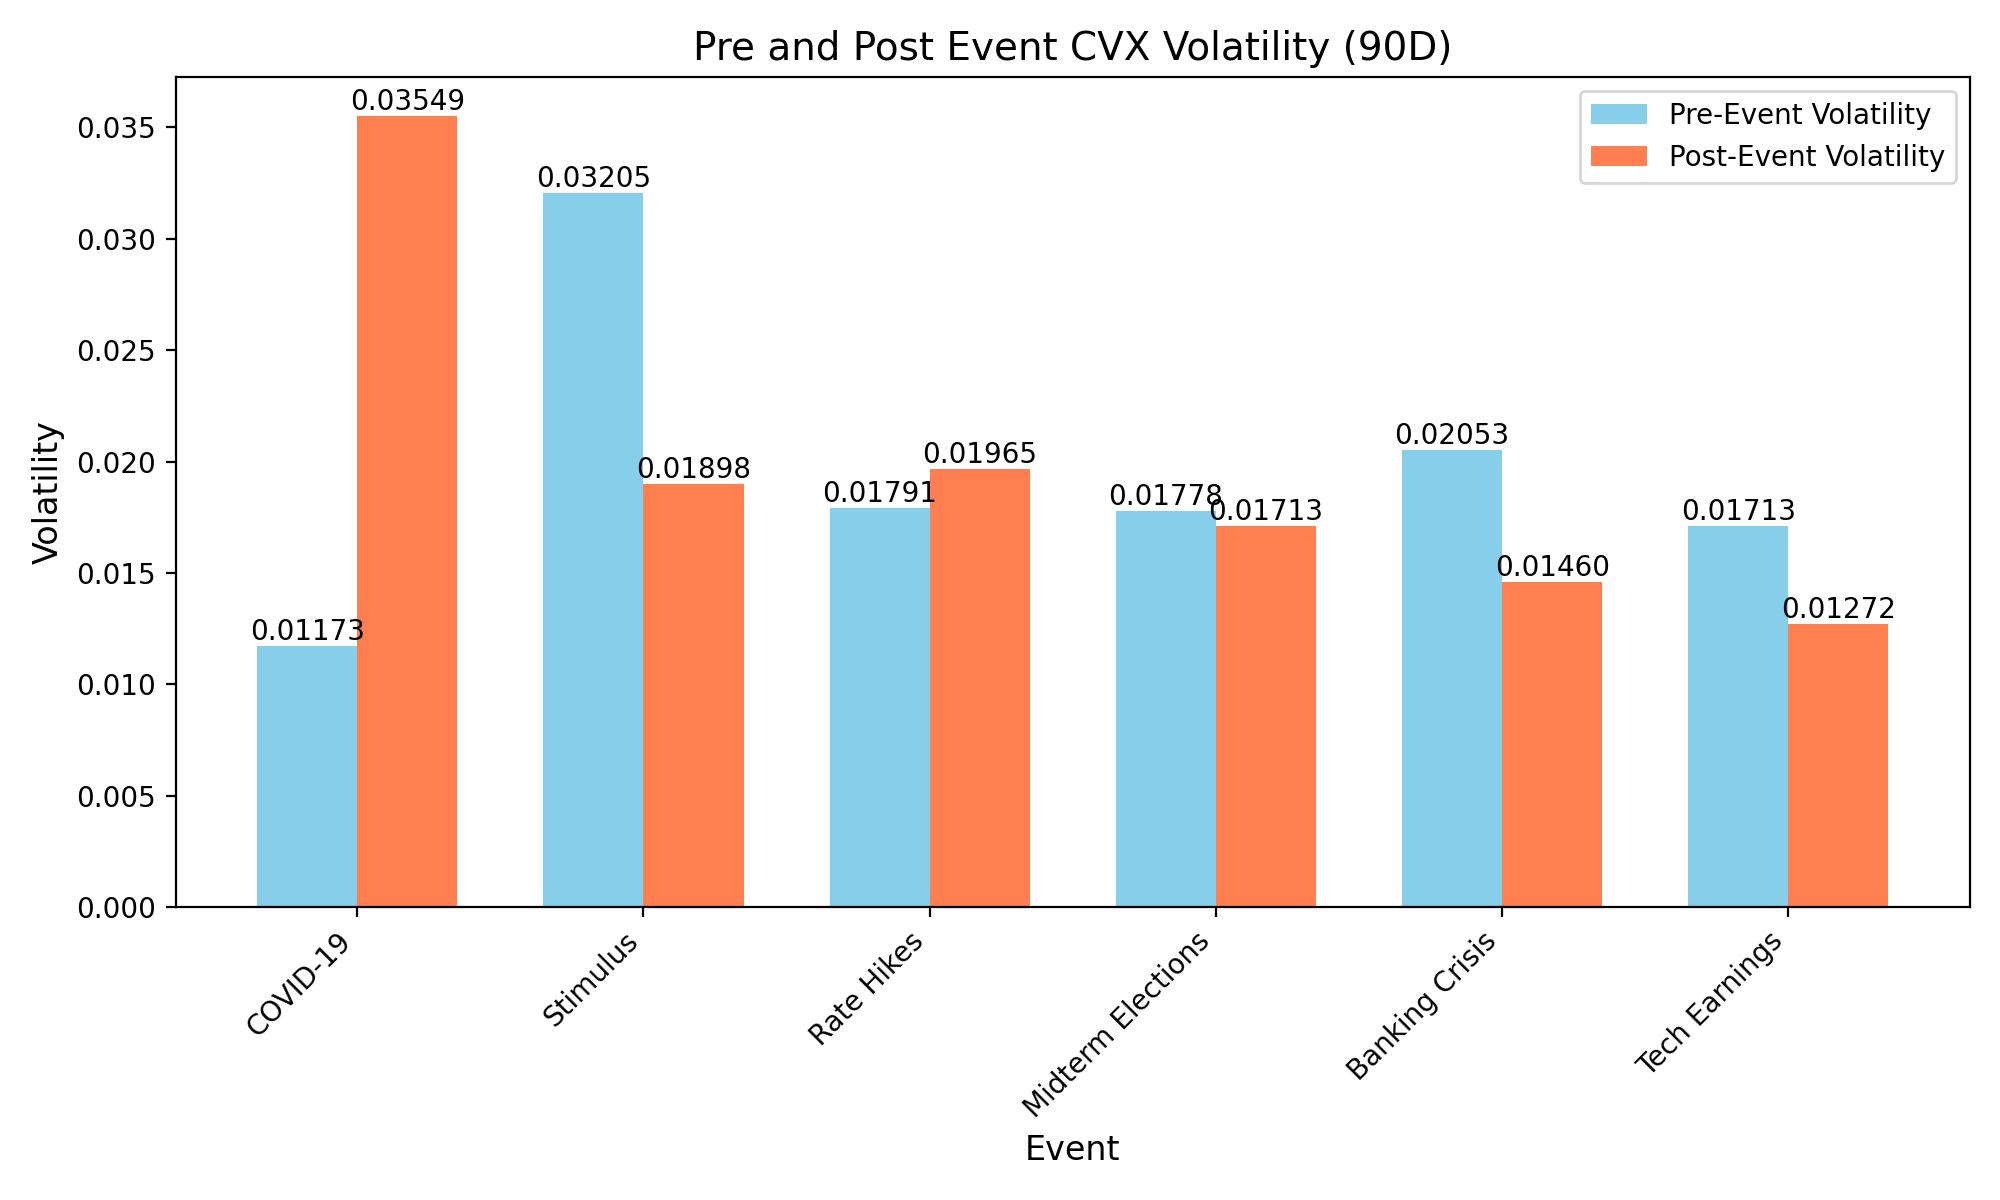 Pre and Post Event CVX Volatility (90D)
Pre-Event Volatility
Post-Event Volatility
Volatility
0.035
0.030
0.025
0.020
0.015
0.010
0.005
0.000
0.01173
0.03549
0.03205
0.01898
0.01791
0.01965
0.01778
0.01713
0.02053
0.01460
0.01713
0.01272
COVID-19
Stimulus
Rate Hikes
Midterm Elections
Banking Crisis
Tech Earnings
Event